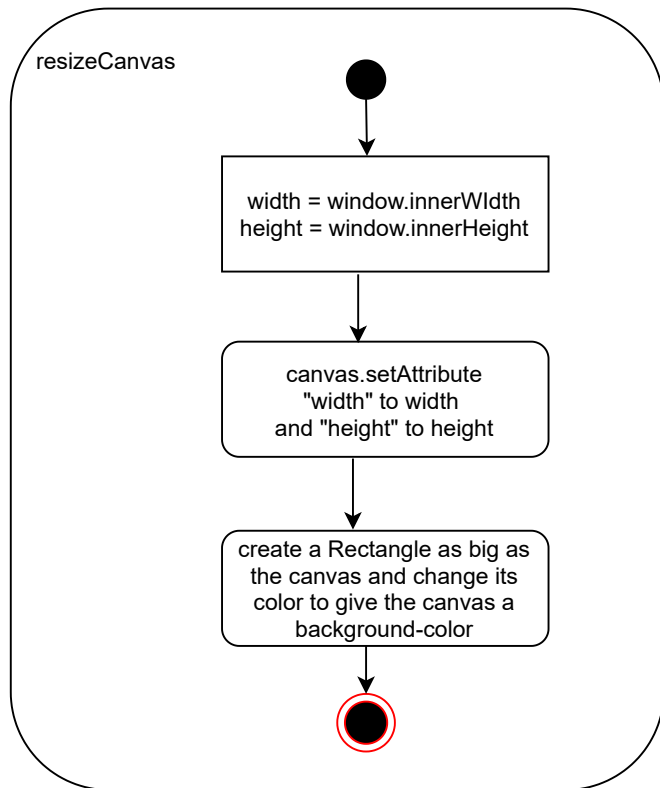 resizeCanvas
width = window.innerWIdth
height = window.innerHeight
canvas.setAttribute
"width" to width
and "height" to height
create a Rectangle as big as
the canvas and change its
color to give the canvas a
background-color